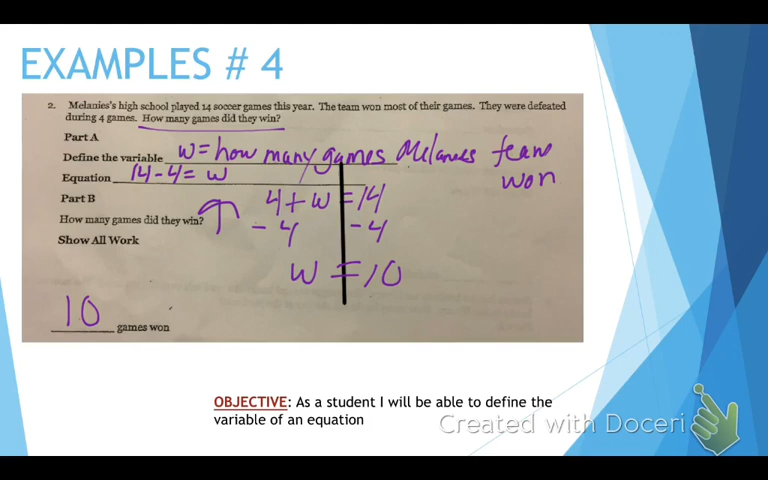 EXAMPLES # 4
2. Melanies's high school played 14 soccer games this year. The team won most of their games. They were defeated
during 4 games. How many games did they win?
Part A
Define the variable w = how many games Melanies team
won
Equation 14-4= w
Part B
4+w =14
How many games did they win?
-4 -4
Show All Work
w =10
10 games won
OBJECTIVE: As a student I will be able to define the
variable of an equation
Created with Doceri